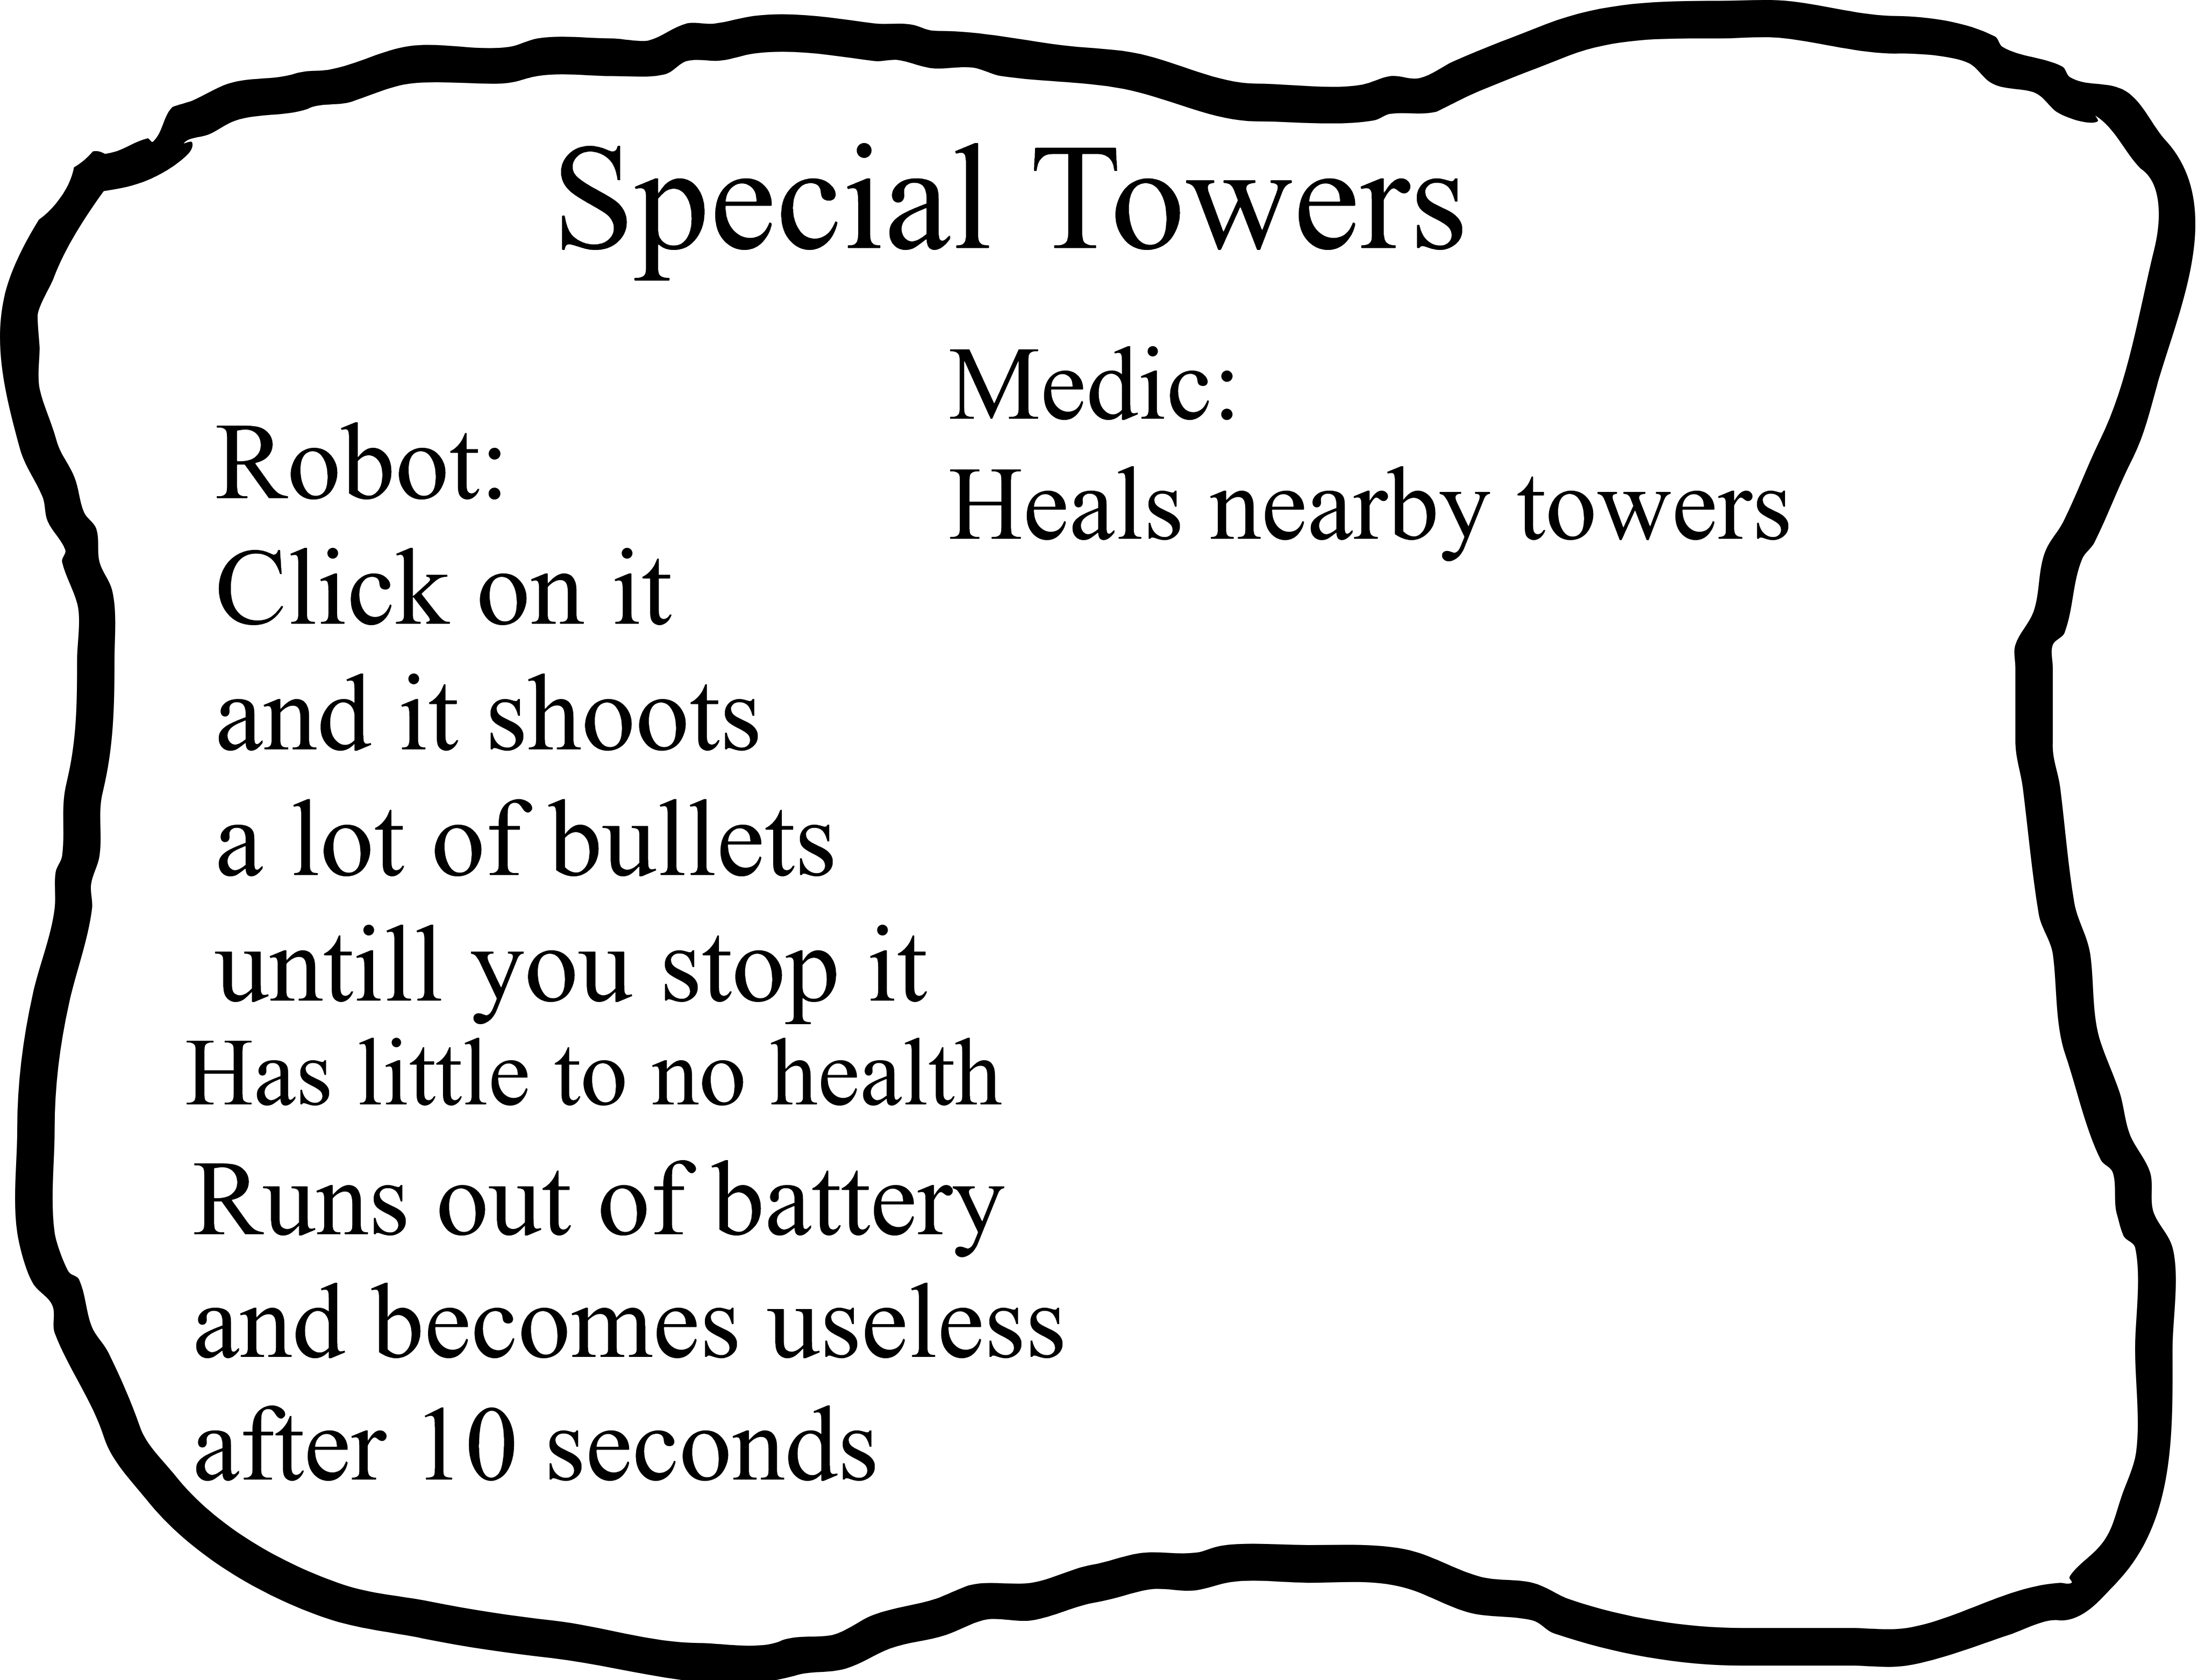 Special Towers
Robot:
Click on it
and it shoots
a lot of bullets
untill you stop it
Has little to no health
Runs out of battery
and becomes useless
after 10 seconds
Medic:
Heals nearby towers